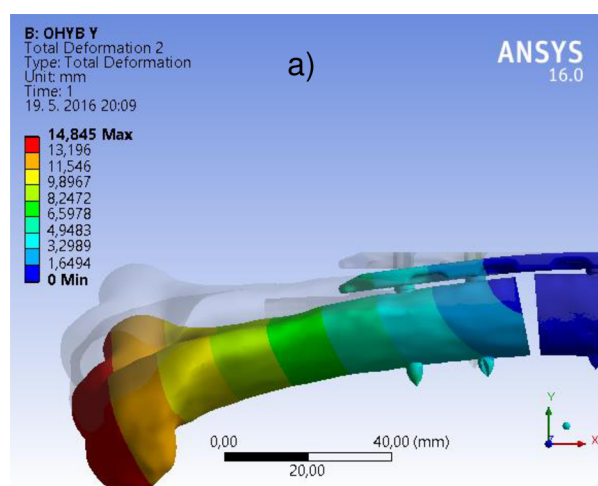 B: OHYB Y
Total Deformation 2
Type: Total Deformation
Unit: mm
Time: 1
19. 5. 2016 20:09
a)
ANSYS
16.0
14,845 Max
13,196
11,546
9,8967
8,2472
6,5978
4,9483
3,2989
1,6494
0 Min
0,00
40,00 (mm)
20,00
Y
Z
X